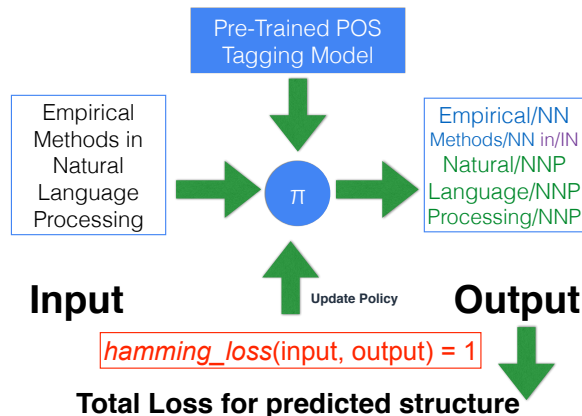 Pre-Trained POS
Tagging Model
Empirical
Methods in
Natural
Language
Processing
π
Empirical/NN
Methods/NN in/IN
Natural/NNP
Language/NNP
Processing/NNP
Input
Update Policy
Output
hamming_loss(input, output) = 1
Total Loss for predicted structure